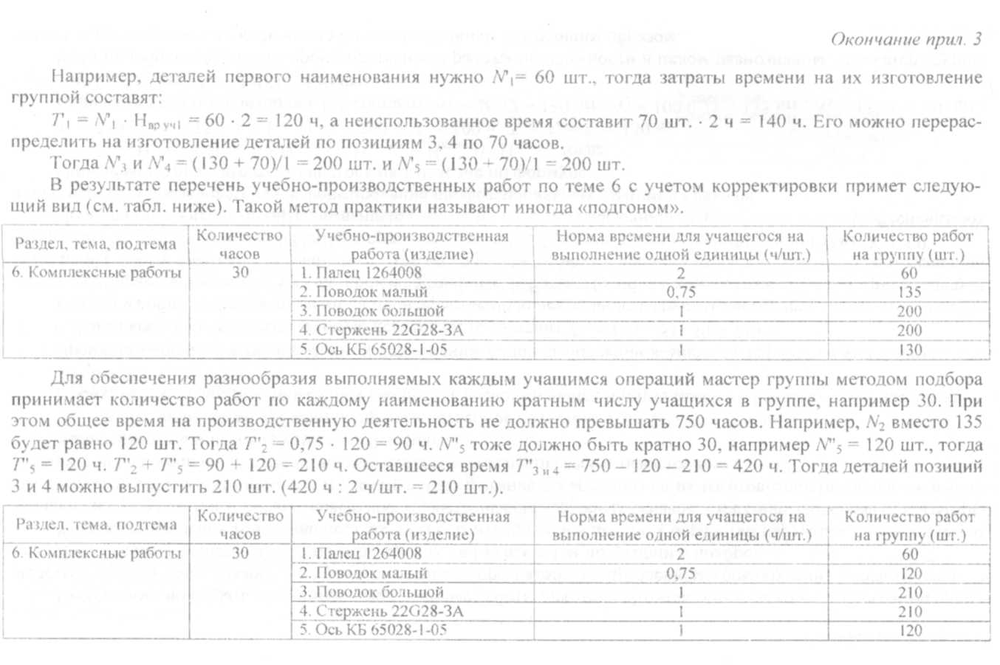 Окончание прил. 3
Например, деталей первого наименования нужно N'₁= 60 шт., тогда затраты времени на их изготовление
группой составят:
T'₁ = N'₁ · Нвр уч₁ = 60 · 2 = 120 ч, а неиспользованное время составит 70 шт. · 2 ч = 140 ч. Его можно перерас-
пределить на изготовление деталей по позициям 3, 4 по 70 часов.
Тогда N'₃ и N'₄ = (130 + 70)/1 = 200 шт. и N'₅ = (130 + 70)/1 = 200 шт.
В результате перечень учебно-производственных работ по теме 6 с учетом корректировки примет следую-
щий вид (см. табл. ниже). Такой метод практики называют иногда «подгоном».
Раздел, тема, подтема | Количество часов | Учебно-производственная работа (изделие) | Норма времени для учащегося на выполнение одной единицы (ч/шт.) | Количество работ на группу (шт.)
6. Комплексные работы | 30 | 1. Палец 1264008 | 2 | 60
2. Поводок малый | 0,75 | 135
3. Поводок большой | 1 | 200
4. Стержень 22G28-3А | 1 | 200
5. Ось КБ 65028-1-05 | 1 | 130
Для обеспечения разнообразия выполняемых каждым учащимся операций мастер группы методом подбора
принимает количество работ по каждому наименованию кратным числу учащихся в группе, например 30. При
этом общее время на производственную деятельность не должно превышать 750 часов. Например, N₂ вместо 135
будет равно 120 шт. Тогда T"₂ = 0,75 · 120 = 90 ч. N"₅ тоже должно быть кратно 30, например N"₅ = 120 шт., тогда
T"₅ = 120 ч. T"₂ + T"₅ = 90 + 120 = 210 ч. Оставшееся время T"₃ и ₄ = 750 – 120 – 210 = 420 ч. Тогда деталей позиций
3 и 4 можно выпустить 210 шт. (420 ч : 2 ч/шт. = 210 шт.).
Раздел, тема, подтема | Количество часов | Учебно-производственная работа (изделие) | Норма времени для учащегося на выполнение одной единицы (ч/шт.) | Количество работ на группу (шт.)
6. Комплексные работы | 30 | 1. Палец 1264008 | 2 | 60
2. Поводок малый | 0,75 | 120
3. Поводок большой | 1 | 210
4. Стержень 22G28-3А | 1 | 210
5. Ось КБ 65028-1-05 | 1 | 120